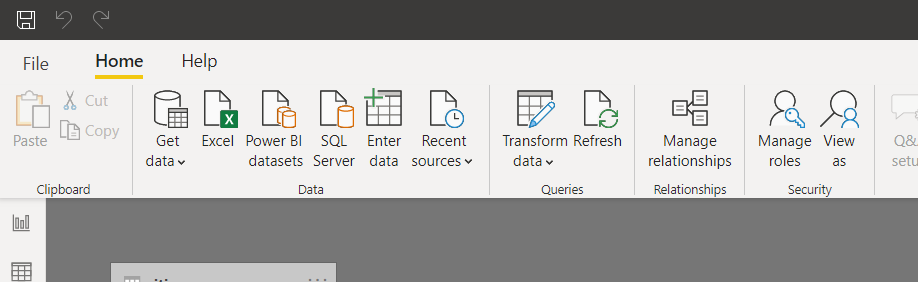 File Home Help
Paste Cut Copy Get data Excel Power BI datasets SQL Server Enter data Recent sources Transform data Refresh Manage relationships Manage roles View as Q&
Clipboard Data Queries Relationships Security